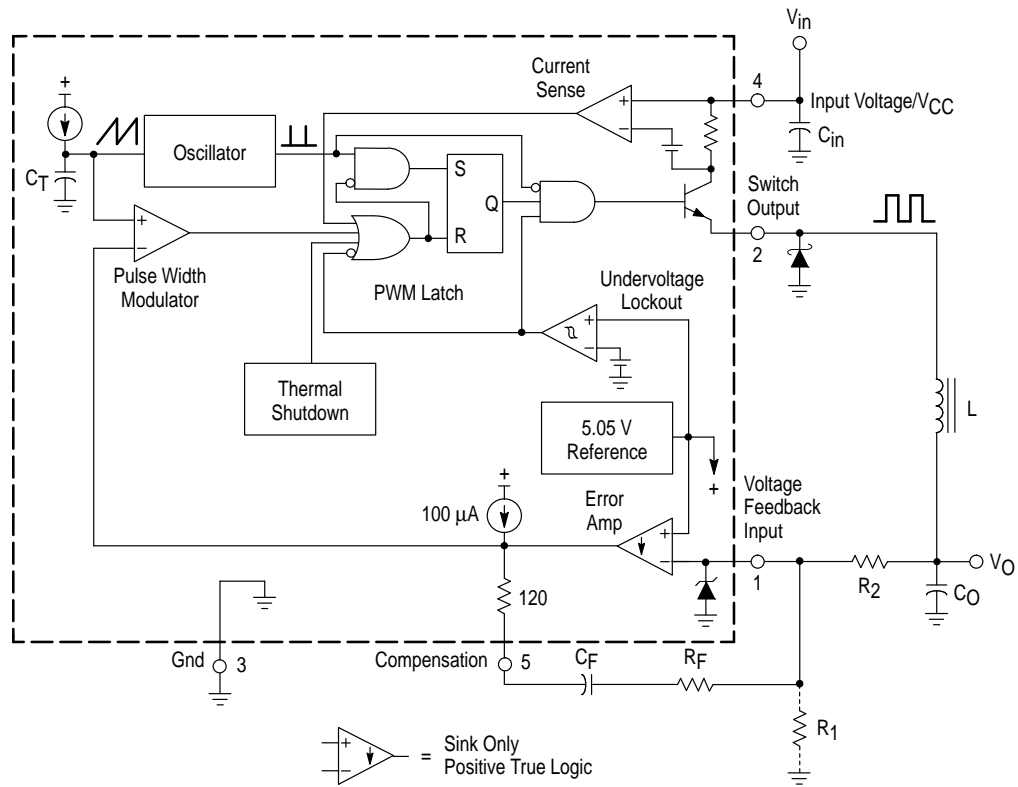 Vin
+
Current
Sense
4
Input Voltage/VCC
+
−
Cin
Oscillator
CT
S
Q
R
Switch
Output
2
+
−
Pulse Width
Modulator
PWM Latch
Undervoltage
Lockout
+
−
Thermal
Shutdown
L
5.05 V
Reference
+
+
100 µA
Error
Amp
Voltage
Feedback
Input
+
−
1
R2
VO
CO
120
Gnd
3
Compensation
5
CF
RF
R1
+
−
=
Sink Only
Positive True Logic